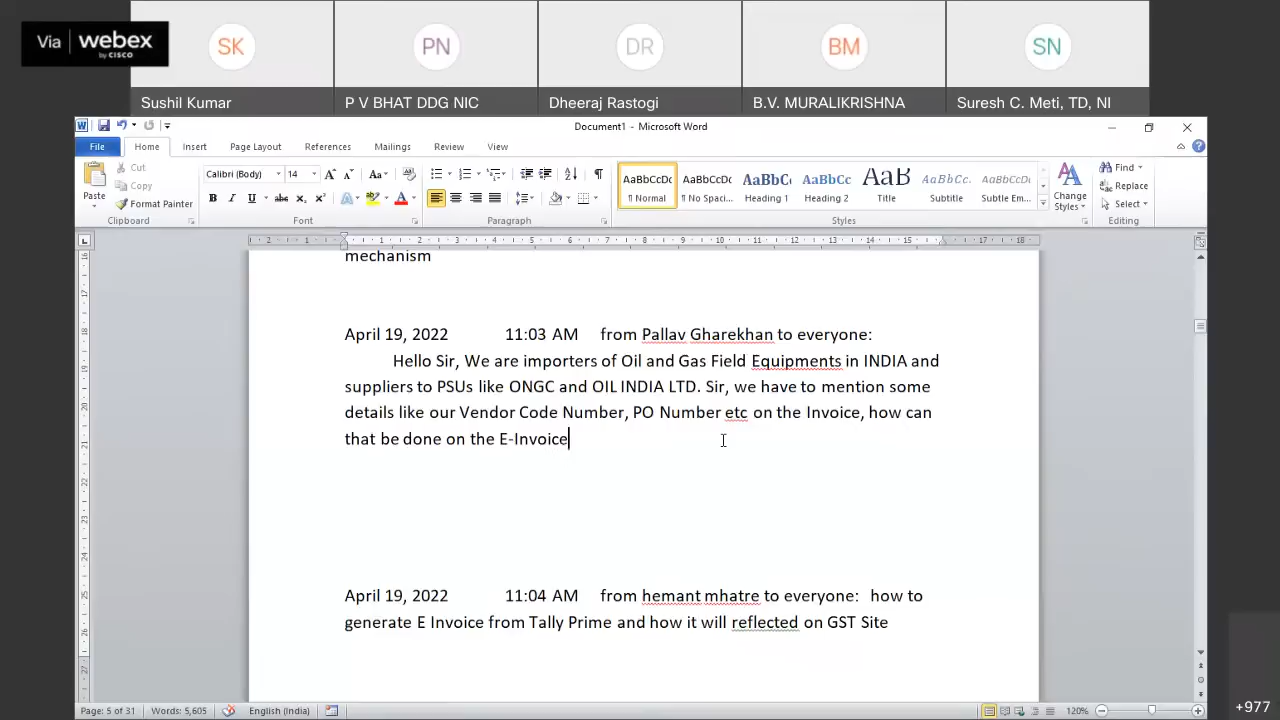 Via webex
by CISCO
SK
PN
DR
BM
SN
Sushil Kumar
P V BHAT DDG NIC
Dheeraj Rastogi
B.V. MURALIKRISHNA
Suresh C. Meti, TD, NI
Document1 - Microsoft Word
File Home Insert Page Layout References Mailings Review View
Cut
Copy
Format Painter
Paste
Clipboard
Calibri (Body) 14
Font
Paragraph
AaBbCcDc AaBbCcDc AaBbC AaBbCc AaB AaBbCc. AaBbCcDc
¶ Normal ¶ No Spaci... Heading 1 Heading 2 Title Subtitle Subtle Em...
Styles
Change Styles
Find
Replace
Select
Editing
mechanism
April 19, 2022 11:03 AM from Pallav Gharekhan to everyone:
Hello Sir, We are importers of Oil and Gas Field Equipments in INDIA and
suppliers to PSUs like ONGC and OIL INDIA LTD. Sir, we have to mention some
details like our Vendor Code Number, PO Number etc on the Invoice, how can
that be done on the E-Invoice
April 19, 2022 11:04 AM from hemant mhatre to everyone: how to
generate E Invoice from Tally Prime and how it will reflected on GST Site
Page: 5 of 31 Words: 5,605 English (India) 120%
+977